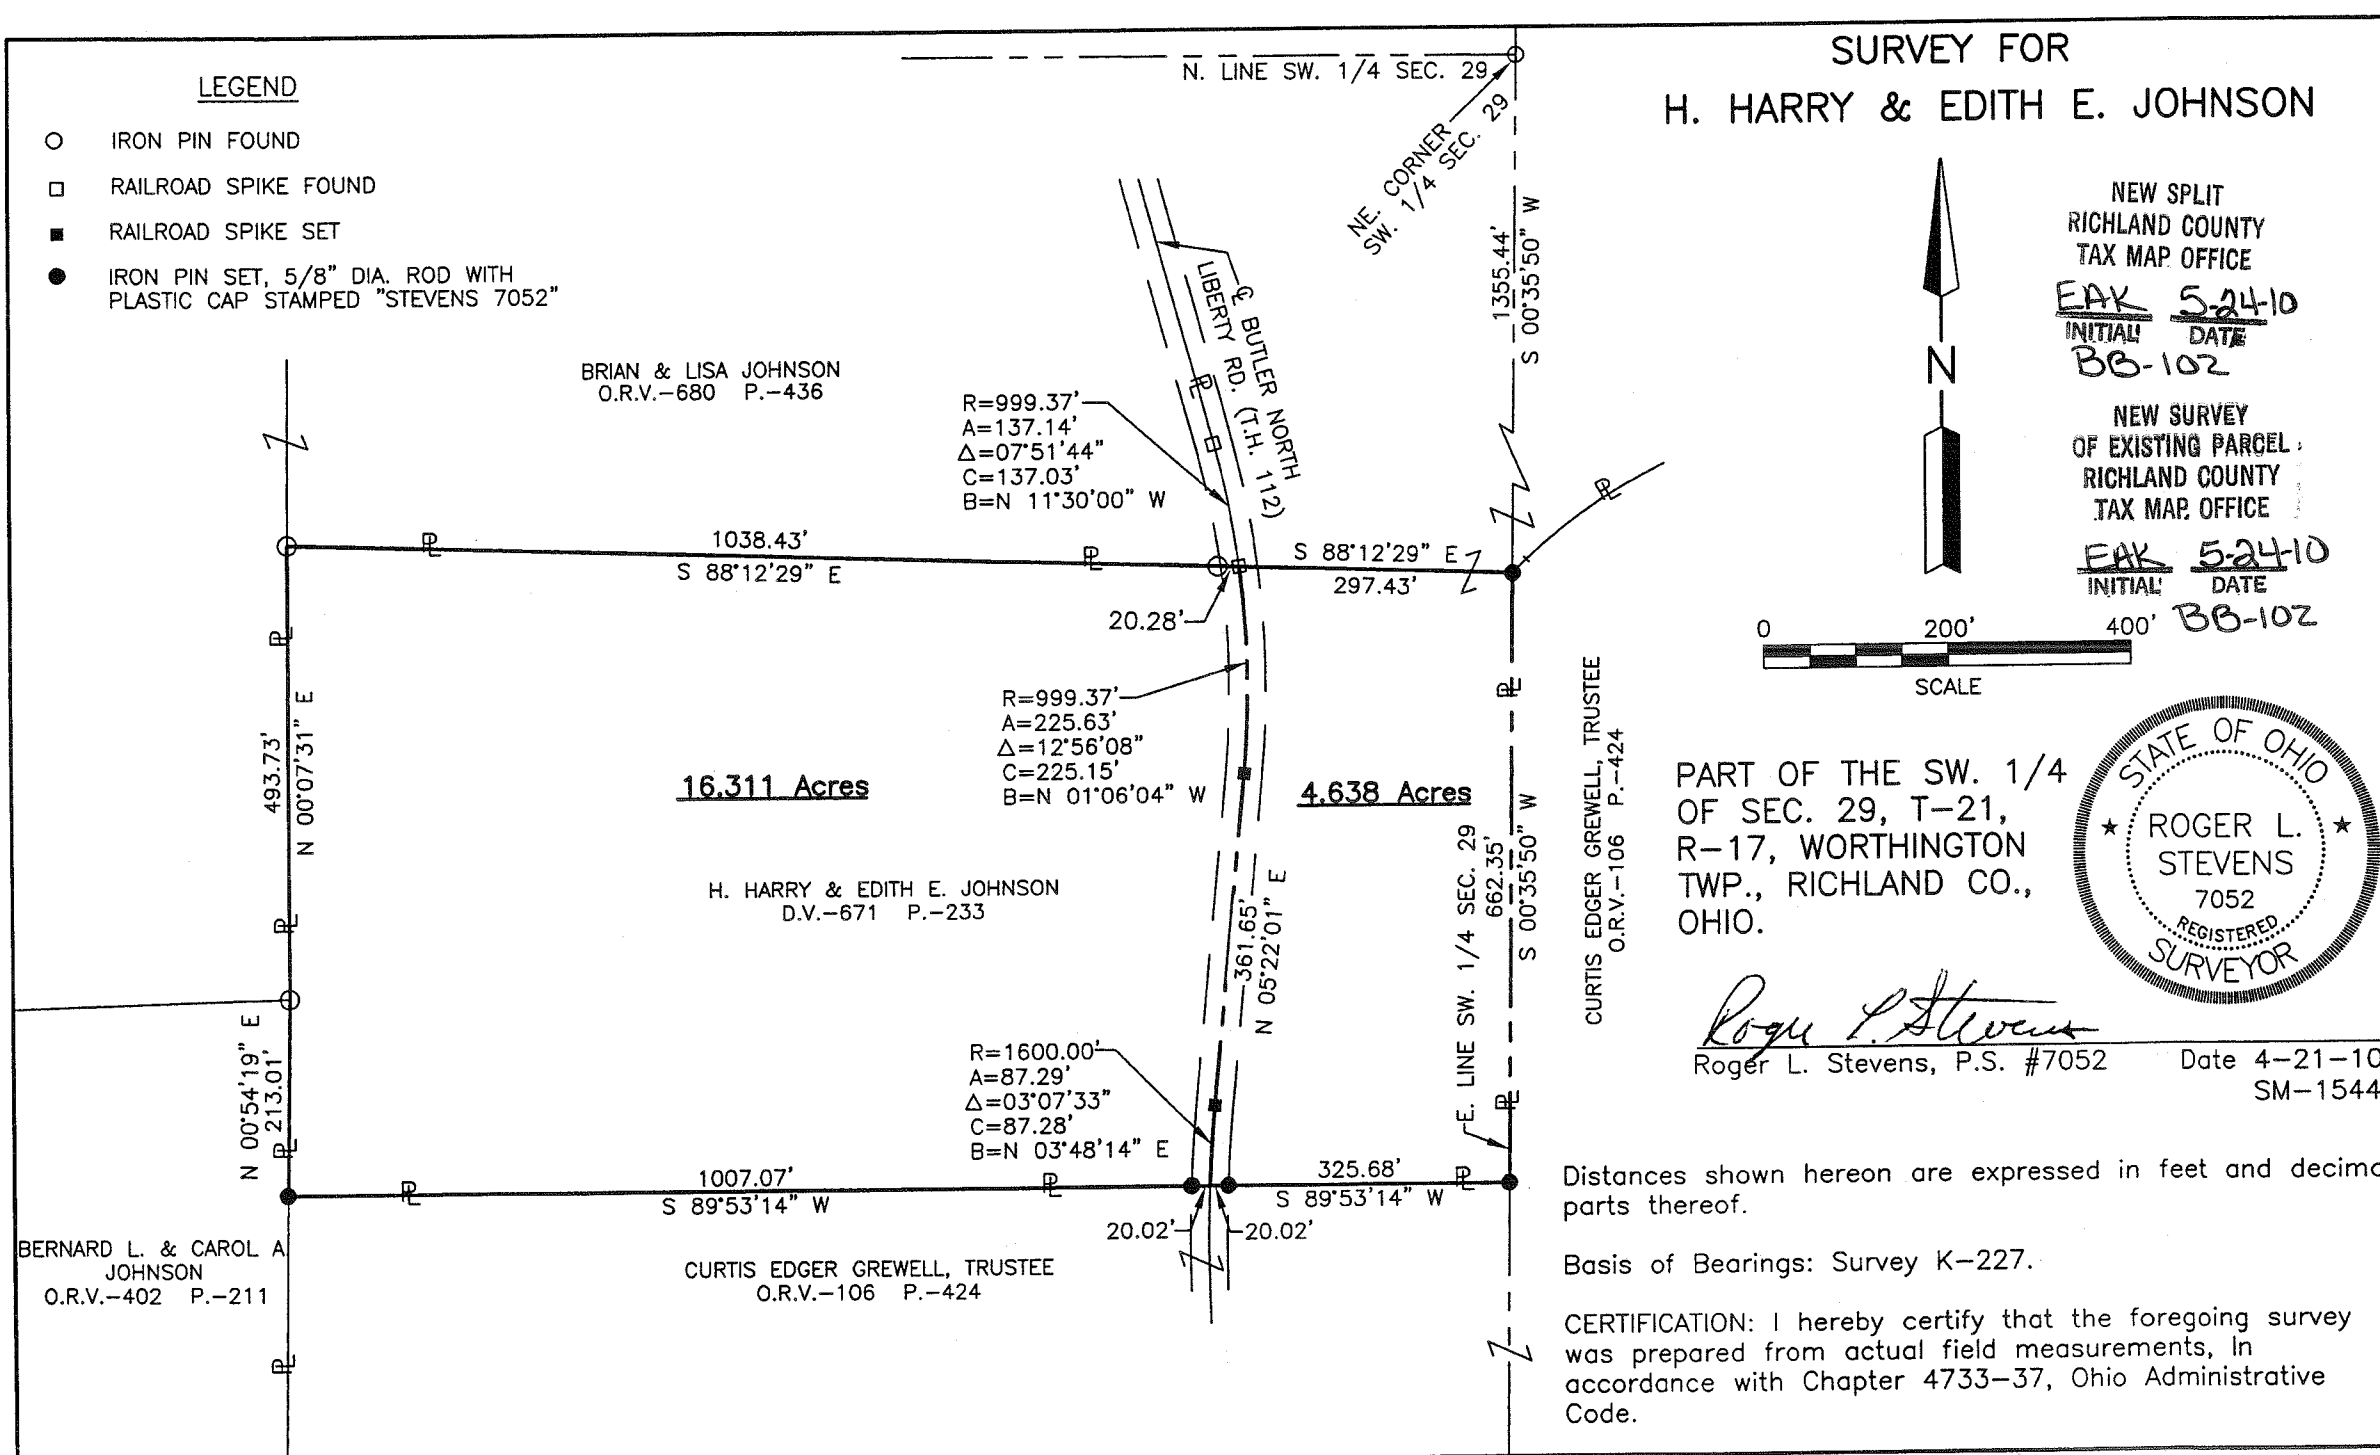 SURVEY FOR
H. HARRY & EDITH E. JOHNSON
LEGEND
IRON PIN FOUND
RAILROAD SPIKE FOUND
RAILROAD SPIKE SET
IRON PIN SET, 5/8" DIA. ROD WITH
PLASTIC CAP STAMPED "STEVENS 7052"
N. LINE SW. 1/4 SEC. 29
NE. CORNER
SW. 1/4 SEC. 29
1355.44'
S 00°35'50" W
℄ BUTLER NORTH
LIBERTY RD. (T.H. 112)
BRIAN & LISA JOHNSON
O.R.V.-680 P.-436
R=999.37'
A=137.14'
Δ=07°51'44"
C=137.03'
B=N 11°30'00" W
1038.43'
S 88°12'29" E
S 88°12'29" E
297.43'
20.28'
R=999.37'
A=225.63'
Δ=12°56'08"
C=225.15'
B=N 01°06'04" W
493.73'
N 00°07'31" E
16.311 Acres
4.638 Acres
H. HARRY & EDITH E. JOHNSON
D.V.-671 P.-233
361.65'
N 05°22'01" E
E. LINE SW. 1/4 SEC. 29
662.35'
S 00°35'50" W
CURTIS EDGER GREWELL, TRUSTEE
O.R.V.-106 P.-424
N 00°54'19" E
213.01'
R=1600.00'
A=87.29'
Δ=03°07'33"
C=87.28'
B=N 03°48'14" E
1007.07'
S 89°53'14" W
325.68'
S 89°53'14" W
20.02'
20.02'
BERNARD L. & CAROL A
JOHNSON
O.R.V.-402 P.-211
CURTIS EDGER GREWELL, TRUSTEE
O.R.V.-106 P.-424
NEW SPLIT
RICHLAND COUNTY
TAX MAP OFFICE
EAK 5-24-10
INITIAL DATE
BB-102
NEW SURVEY
OF EXISTING PARCEL
RICHLAND COUNTY
TAX MAP OFFICE
EAK 5-24-10
INITIAL DATE
BB-102
N
0 200' 400'
SCALE
PART OF THE SW. 1/4
OF SEC. 29, T-21,
R-17, WORTHINGTON
TWP., RICHLAND CO.,
OHIO.
STATE OF OHIO
ROGER L.
STEVENS
7052
REGISTERED
SURVEYOR
Roger L. Stevens
Roger L. Stevens, P.S. #7052 Date 4-21-10
SM-1544
Distances shown hereon are expressed in feet and decima
parts thereof.
Basis of Bearings: Survey K-227.
CERTIFICATION: I hereby certify that the foregoing survey
was prepared from actual field measurements, In
accordance with Chapter 4733-37, Ohio Administrative
Code.